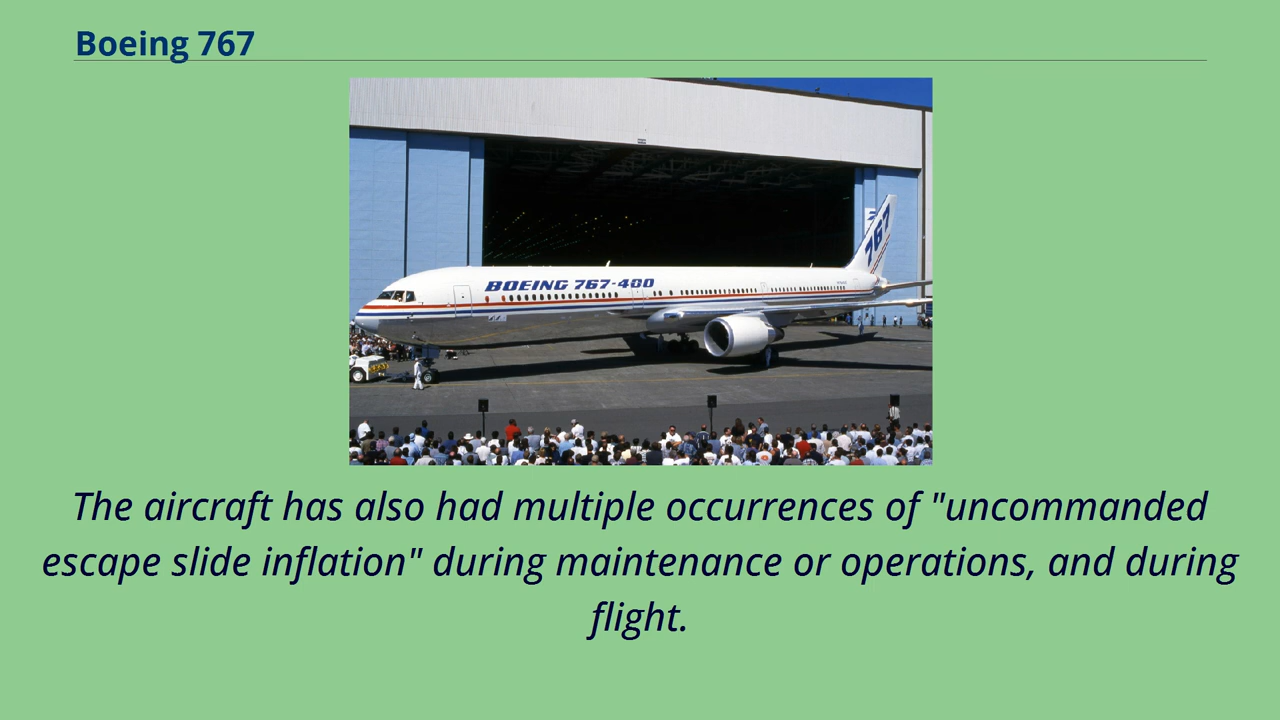 Boeing 767
767
BOEING 767-400
The aircraft has also had multiple occurrences of "uncommanded
escape slide inflation" during maintenance or operations, and during
flight.